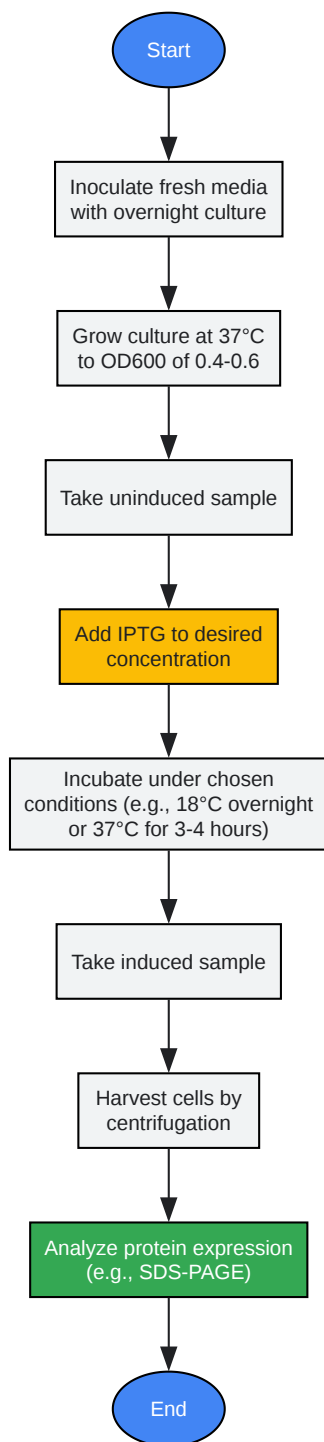 Start
Inoculate fresh media
with overnight culture
Grow culture at 37°C
to OD600 of 0.4-0.6
Take uninduced sample
Add IPTG to desired
concentration
Incubate under chosen
conditions (e.g., 18°C overnight
or 37°C for 3-4 hours)
Take induced sample
Harvest cells by
centrifugation
Analyze protein expression
(e.g., SDS-PAGE)
End